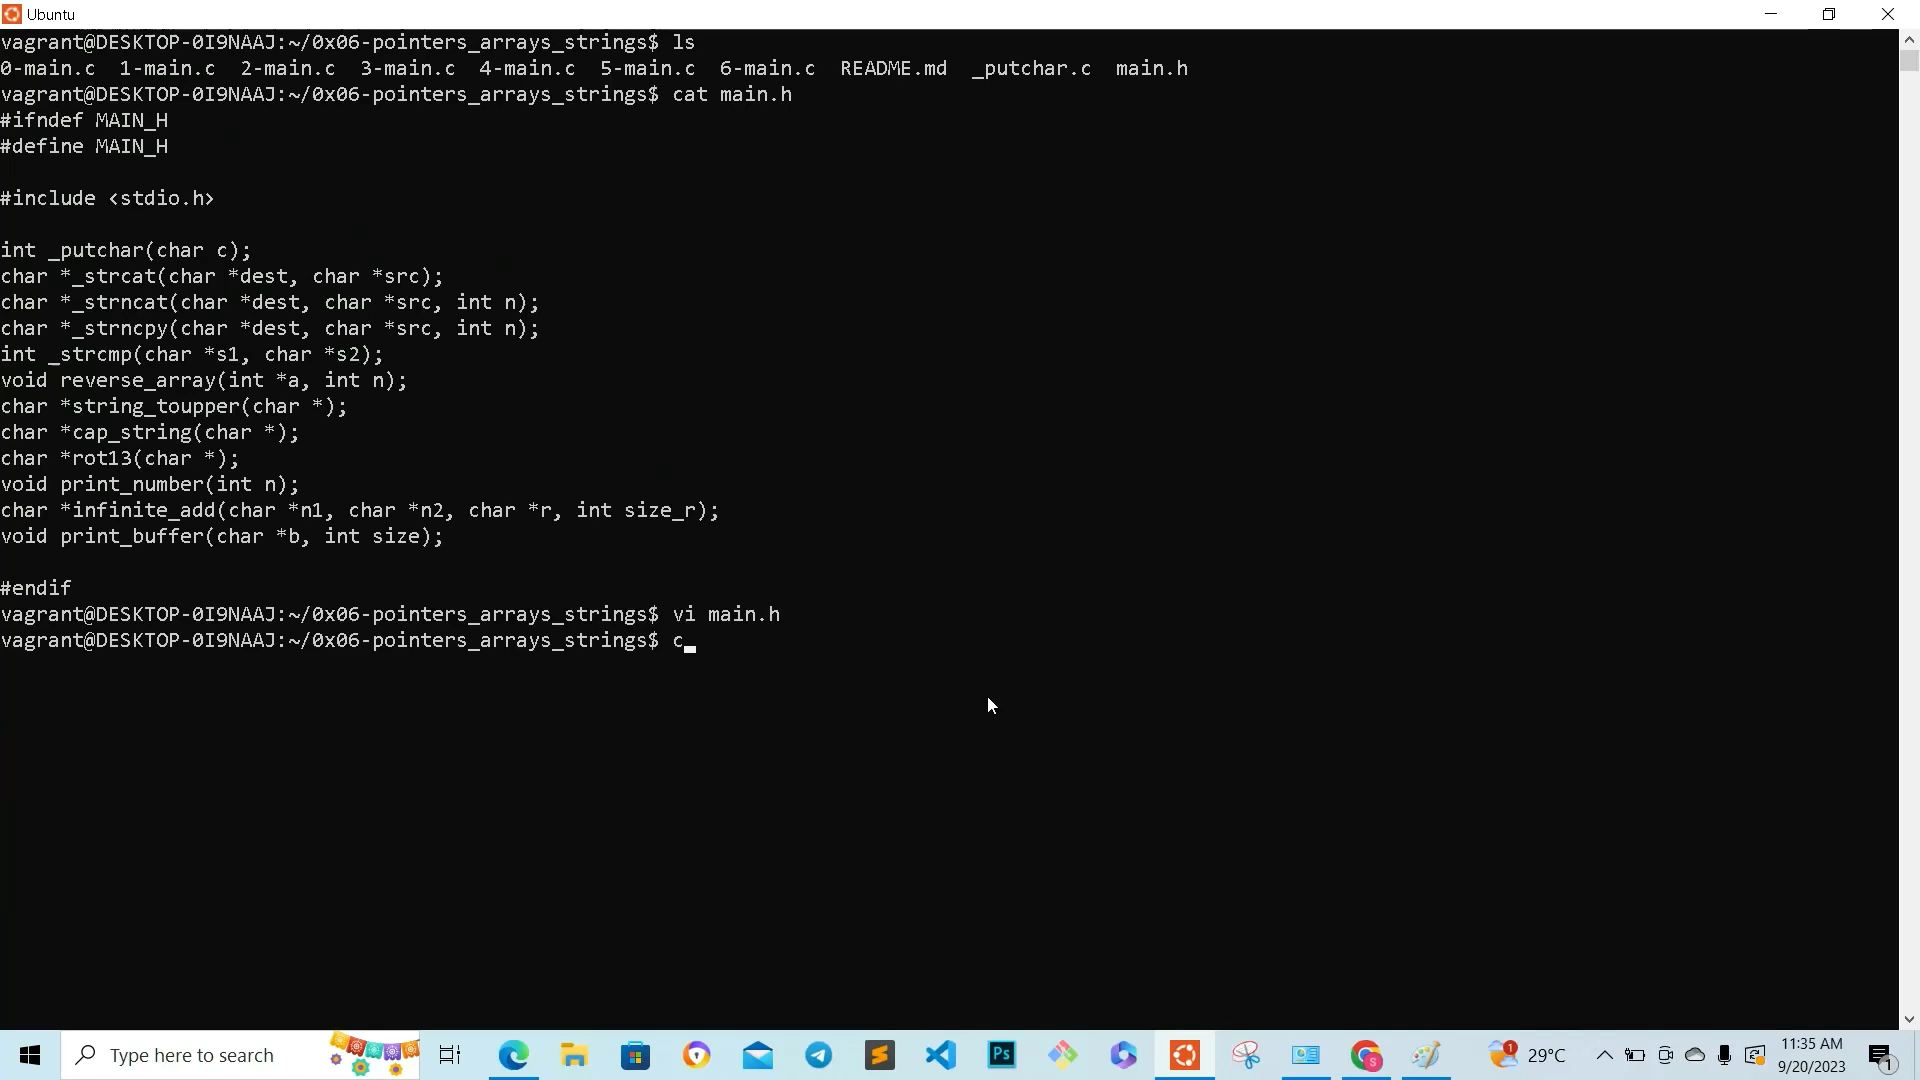 Ubuntu
vagrant@DESKTOP-0I9NAAJ:~/0x06-pointers_arrays_strings$ ls
0-main.c  1-main.c  2-main.c  3-main.c  4-main.c  5-main.c  6-main.c  README.md  _putchar.c  main.h
vagrant@DESKTOP-0I9NAAJ:~/0x06-pointers_arrays_strings$ cat main.h
#ifndef MAIN_H
#define MAIN_H
#include <stdio.h>
int _putchar(char c);
char *_strcat(char *dest, char *src);
char *_strncat(char *dest, char *src, int n);
char *_strncpy(char *dest, char *src, int n);
int _strcmp(char *s1, char *s2);
void reverse_array(int *a, int n);
char *string_toupper(char *);
char *cap_string(char *);
char *rot13(char *);
void print_number(int n);
char *infinite_add(char *n1, char *n2, char *r, int size_r);
void print_buffer(char *b, int size);
#endif
vagrant@DESKTOP-0I9NAAJ:~/0x06-pointers_arrays_strings$ vi main.h
vagrant@DESKTOP-0I9NAAJ:~/0x06-pointers_arrays_strings$ c
Type here to search
Ps
S
1
29°C
11:35 AM
9/20/2023
1